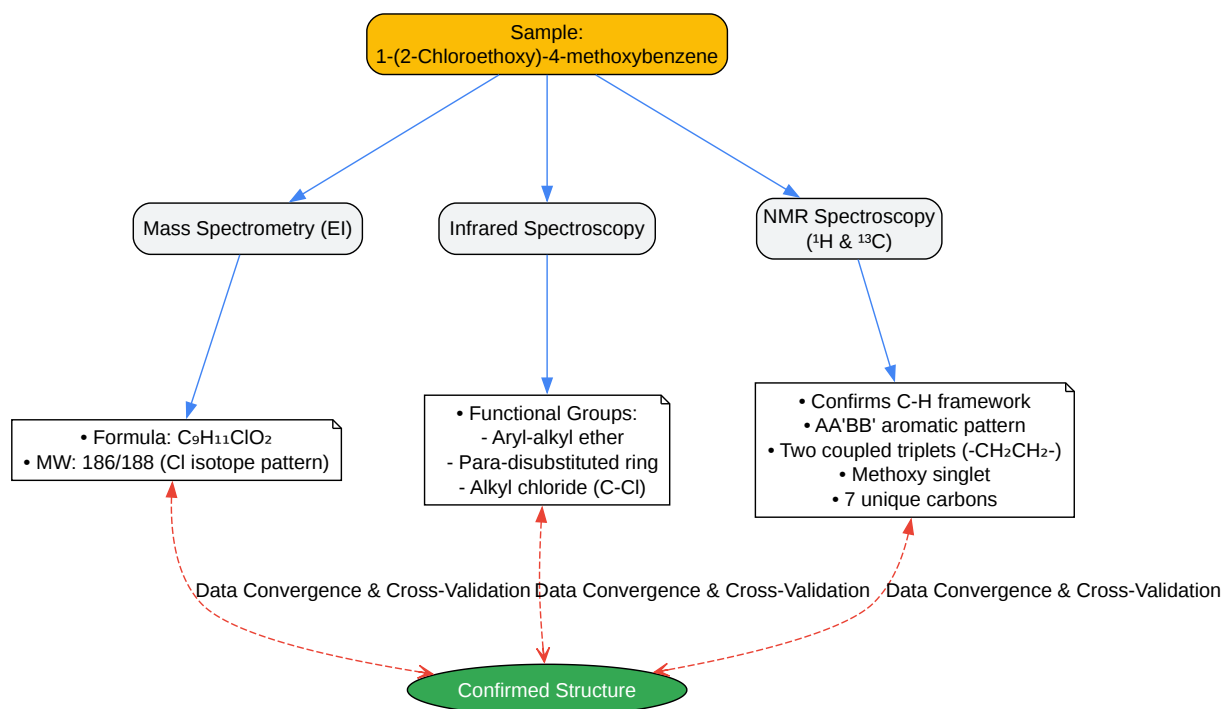 Sample:
1-(2-Chloroethoxy)-4-methoxybenzene
Mass Spectrometry (EI)
Infrared Spectroscopy
NMR Spectroscopy
(¹H & ¹³C)
• Formula: C₉H₁₁ClO₂
• MW: 186/188 (Cl isotope pattern)
• Functional Groups:
- Aryl-alkyl ether
- Para-disubstituted ring
- Alkyl chloride (C-Cl)
• Confirms C-H framework
• AA'BB' aromatic pattern
• Two coupled triplets (-CH₂CH₂-)
• Methoxy singlet
• 7 unique carbons
Data Convergence & Cross-Validation
Data Convergence & Cross-Validation
Data Convergence & Cross-Validation
Confirmed Structure